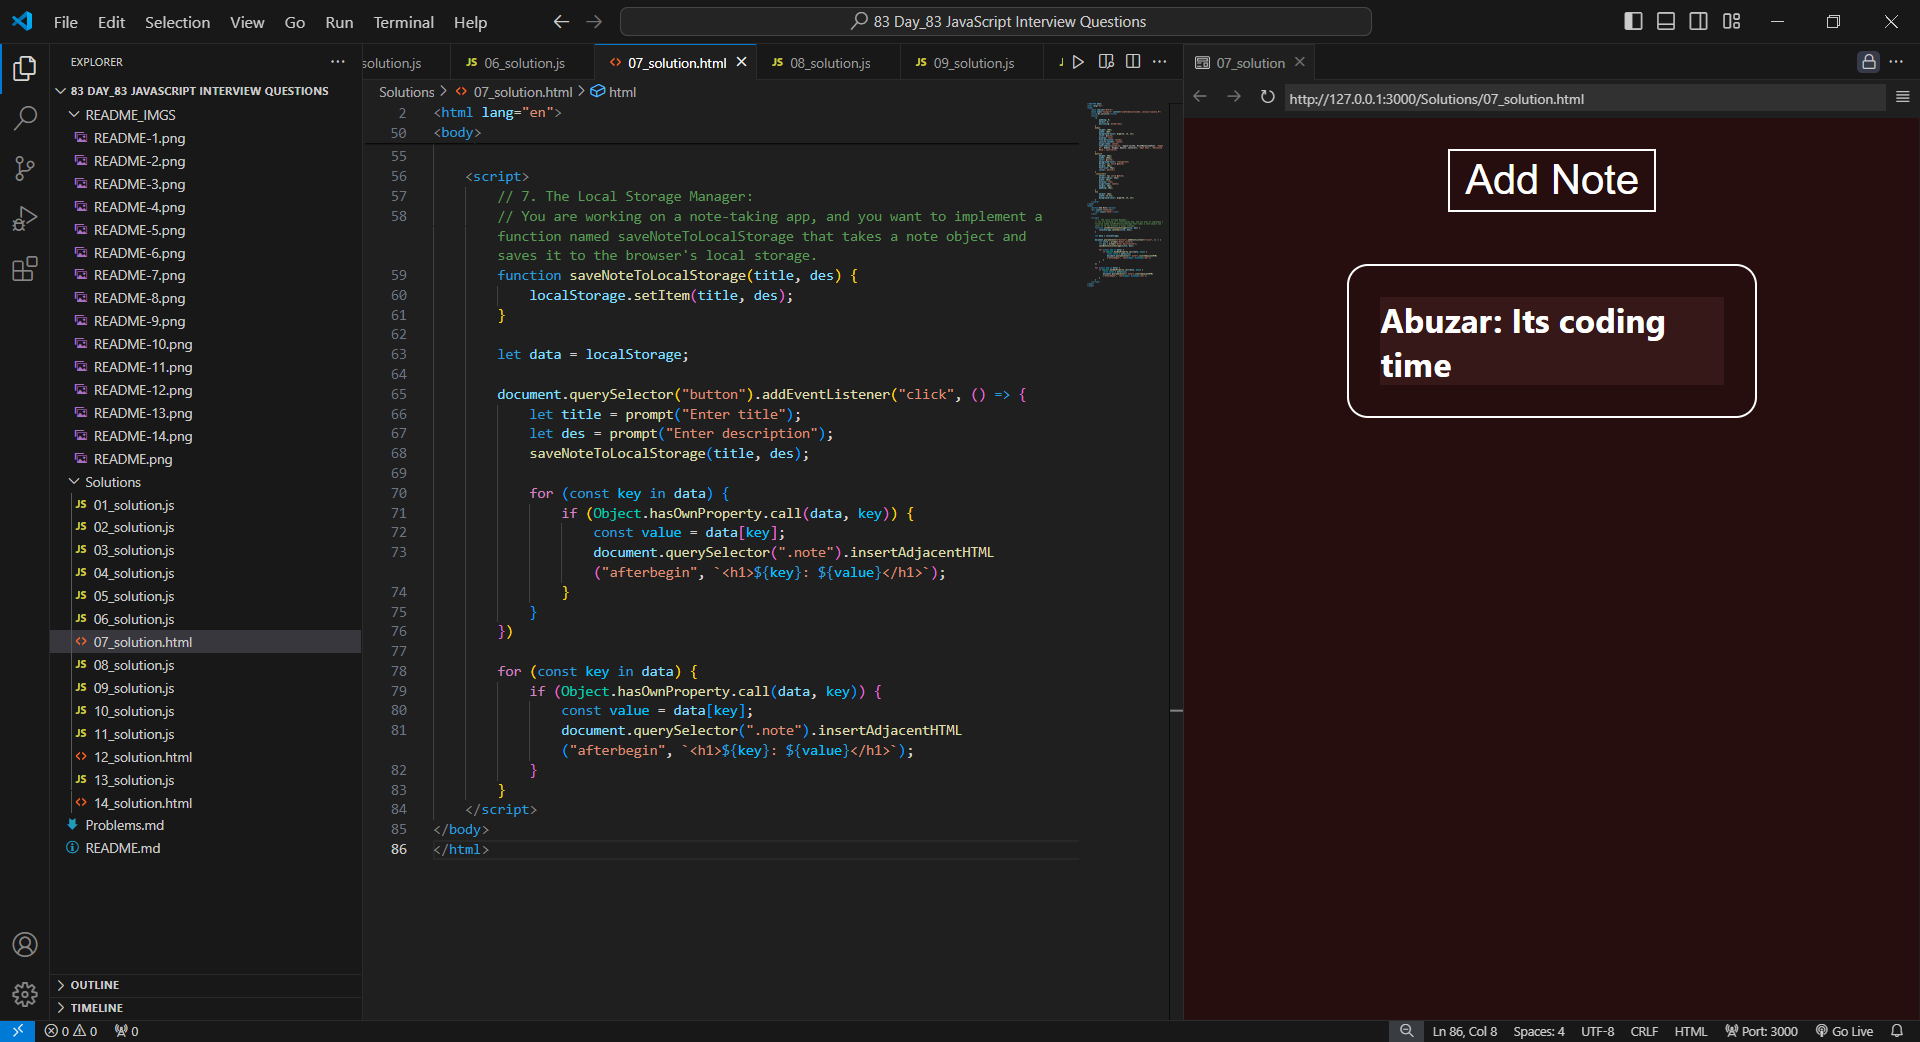 File Edit Selection View Go Run Terminal Help
83 Day_83 JavaScript Interview Questions
EXPLORER
83 DAY_83 JAVASCRIPT INTERVIEW QUESTIONS
README_IMGS
README-1.png
README-2.png
README-3.png
README-4.png
README-5.png
README-6.png
README-7.png
README-8.png
README-9.png
README-10.png
README-11.png
README-12.png
README-13.png
README-14.png
README.png
Solutions
JS 01_solution.js
JS 02_solution.js
JS 03_solution.js
JS 04_solution.js
JS 05_solution.js
JS 06_solution.js
<> 07_solution.html
JS 08_solution.js
JS 09_solution.js
JS 10_solution.js
JS 11_solution.js
<> 12_solution.html
JS 13_solution.js
<> 14_solution.html
Problems.md
README.md
OUTLINE
TIMELINE
solution.js JS 06_solution.js <> 07_solution.html JS 08_solution.js JS 09_solution.js
Solutions > <> 07_solution.html > html
2 <html lang="en">
50 <body>
55
56 <script>
57 // 7. The Local Storage Manager:
58 // You are working on a note-taking app, and you want to implement a
function named saveNoteToLocalStorage that takes a note object and
saves it to the browser's local storage.
59 function saveNoteToLocalStorage(title, des) {
60 localStorage.setItem(title, des);
61 }
62
63 let data = localStorage;
64
65 document.querySelector("button").addEventListener("click", () => {
66 let title = prompt("Enter title");
67 let des = prompt("Enter description");
68 saveNoteToLocalStorage(title, des);
69
70 for (const key in data) {
71 if (Object.hasOwnProperty.call(data, key)) {
72 const value = data[key];
73 document.querySelector(".note").insertAdjacentHTML
("afterbegin", `<h1>${key}: ${value}</h1>`);
74 }
75 }
76 })
77
78 for (const key in data) {
79 if (Object.hasOwnProperty.call(data, key)) {
80 const value = data[key];
81 document.querySelector(".note").insertAdjacentHTML
("afterbegin", `<h1>${key}: ${value}</h1>`);
82 }
83 }
84 </script>
85 </body>
86 </html>
07_solution
http://127.0.0.1:3000/Solutions/07_solution.html
Add Note
Abuzar: Its coding
time
0 0 0
Ln 86, Col 8 Spaces: 4 UTF-8 CRLF HTML Port: 3000 Go Live